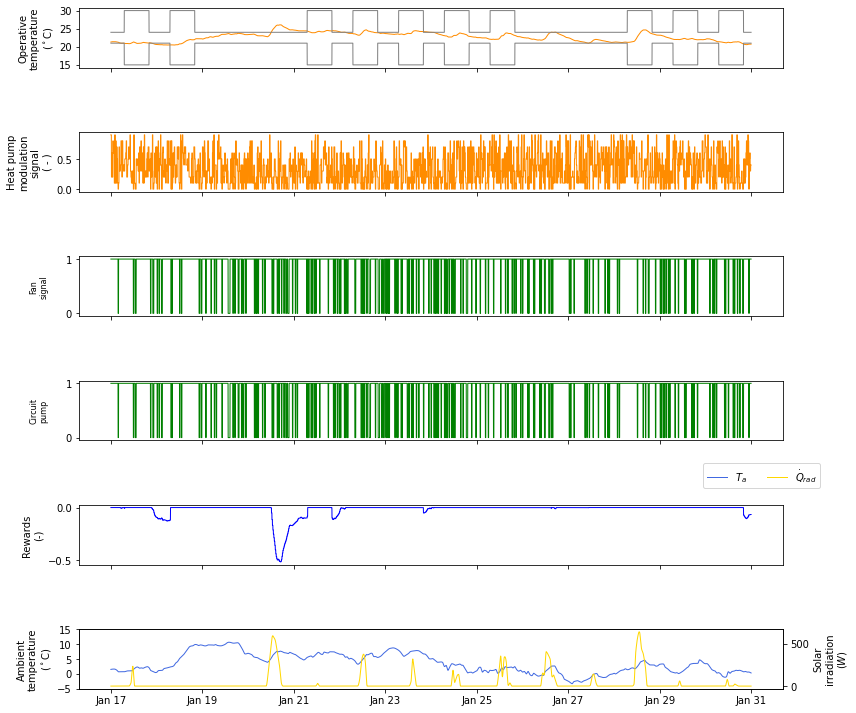 Operative
temperature
(°C)
30
25
20
15
Heat pump
modulation
signal
( - )
0.5
0.0
Fan
signal
1
0
Circuit
pump
1
0
T_a
Q̇_rad
Rewards
(-)
0.0
−0.5
Ambient
temperature
(°C)
15
10
5
0
−5
500
0
Solar
irradiation
(W)
Jan 17 Jan 19 Jan 21 Jan 23 Jan 25 Jan 27 Jan 29 Jan 31